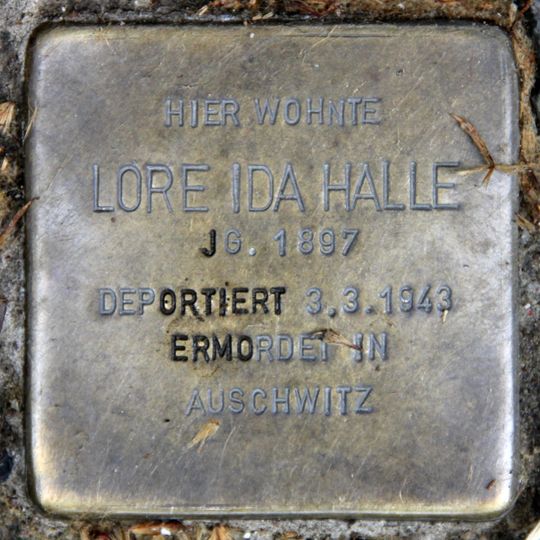 HIER WOHNTE
LORE IDA HALLE
JG. 1897
DEPORTIERT 3.3.1943
ERMORDET IN
AUSCHWITZ